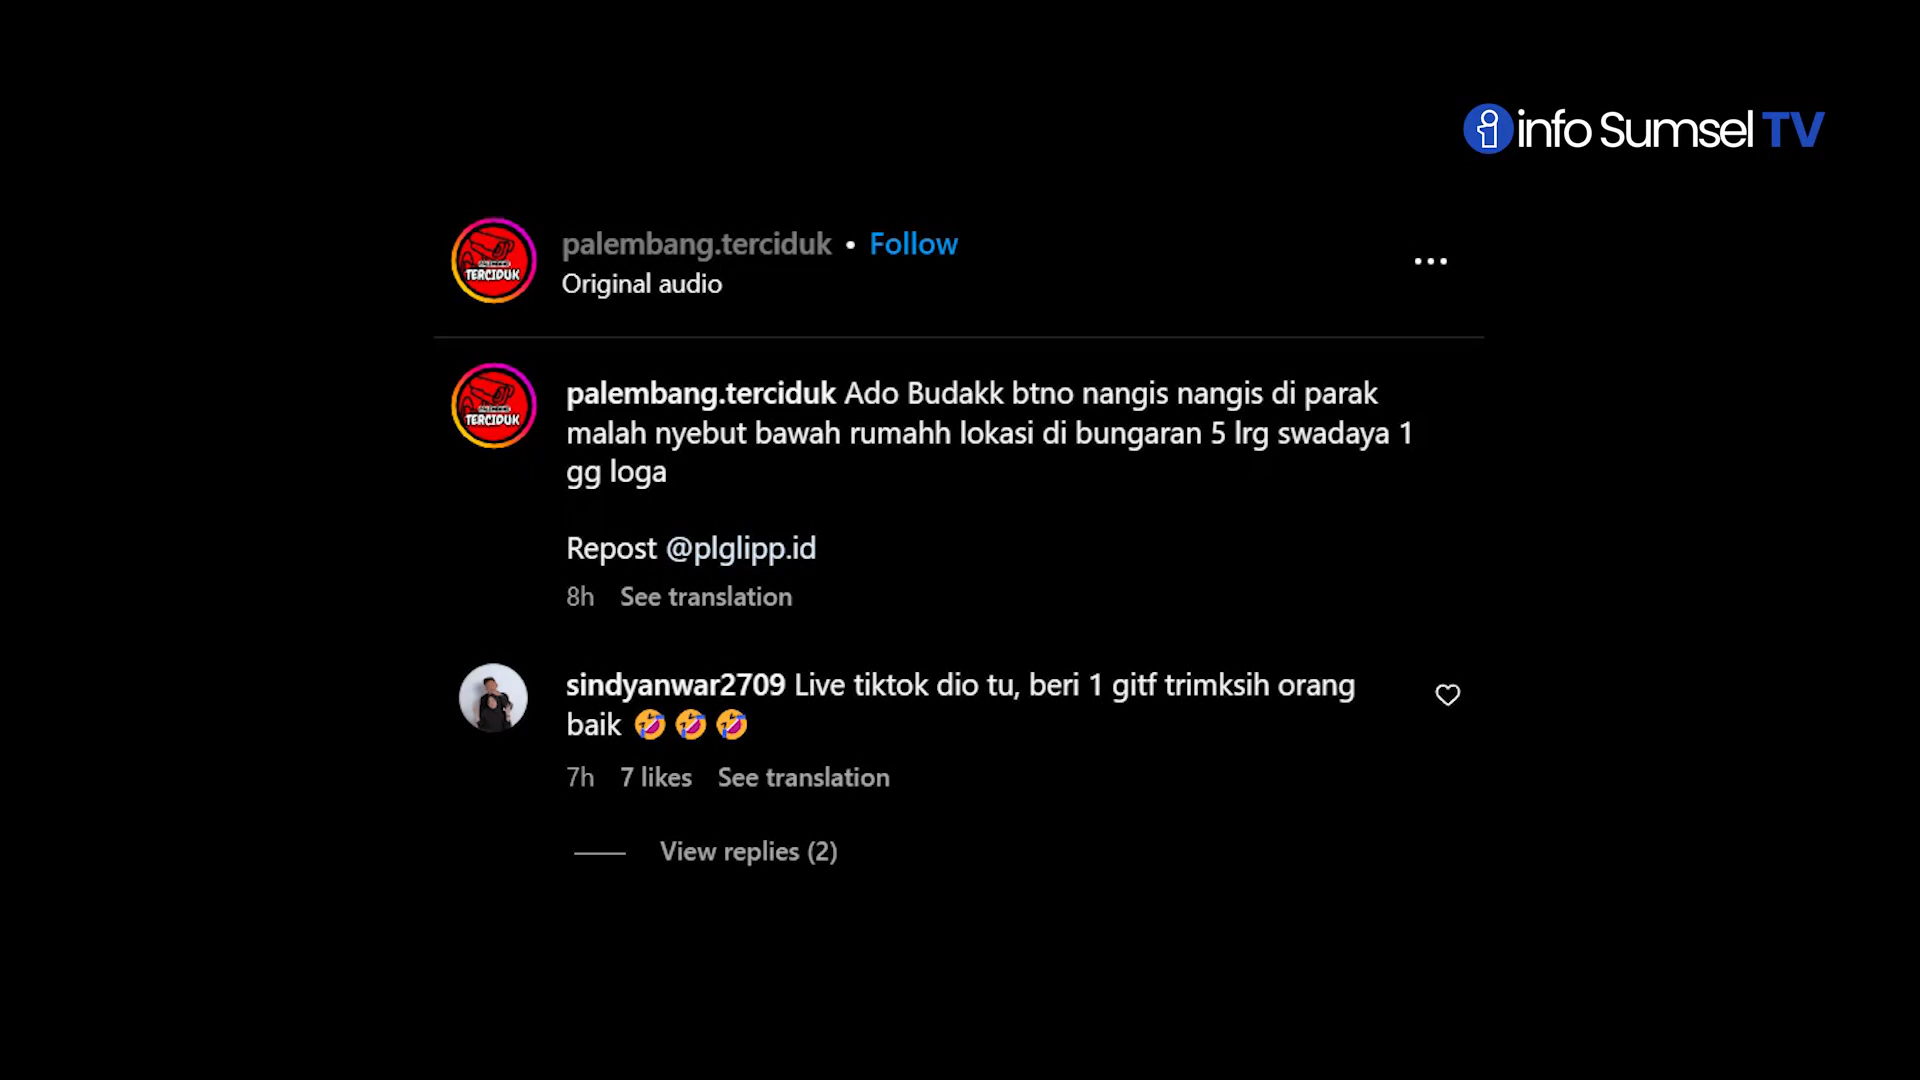 info Sumsel TV
palembang.terciduk • Follow
Original audio
TERCIDUK
palembang.terciduk Ado Budakk btno nangis nangis di parak
malah nyebut bawah rumahh lokasi di bungaran 5 lrg swadaya 1
gg loga
TERCIDUK
Repost @plglipp.id
8h See translation
sindyanwar2709 Live tiktok dio tu, beri 1 gitf trimksih orang
baik 🤣 🤣 🤣
7h 7 likes See translation
View replies (2)